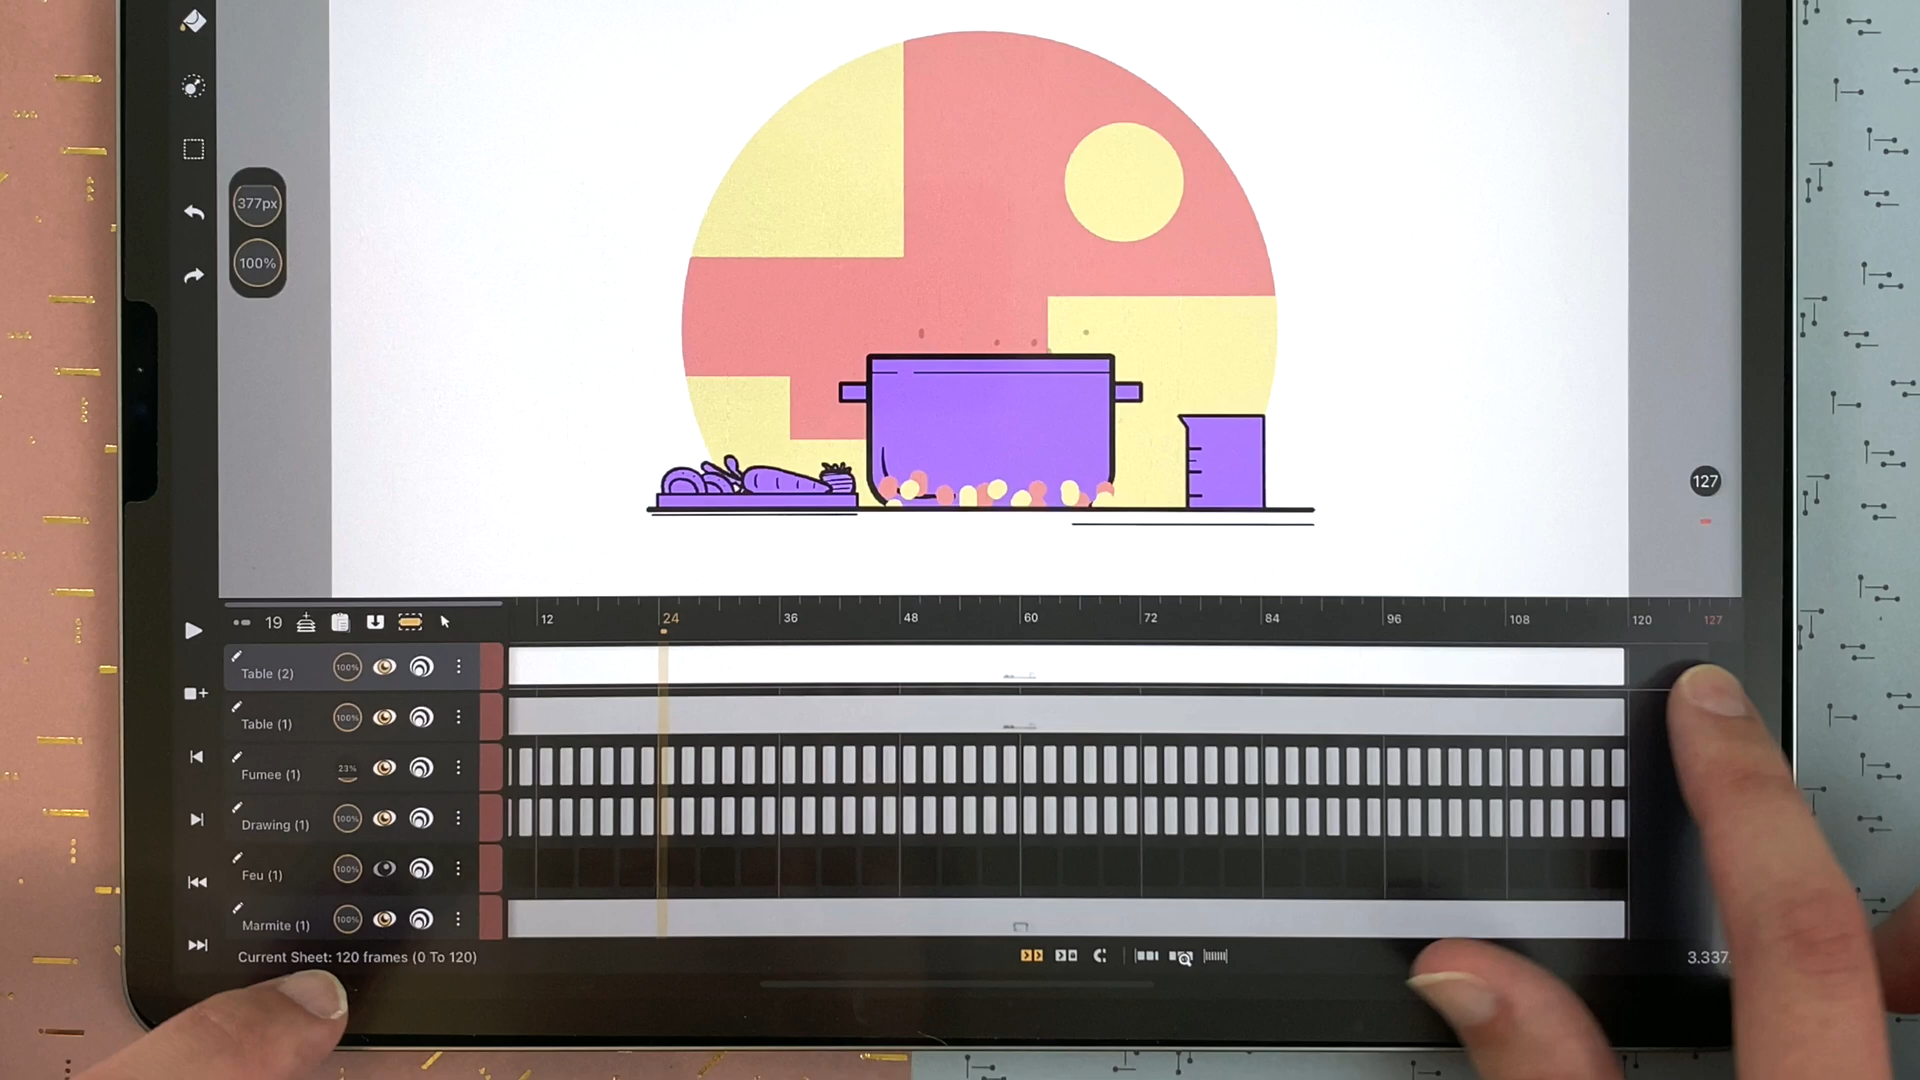 377px
100%
127
19
12 24 36 48 60 72 84 96 108 120 127
Table (2) 100%
Table (1) 100%
Fumee (1) 23%
Drawing (1) 100%
Feu (1) 100%
Marmite (1) 100%
Current Sheet: 120 frames (0 To 120)
3.337